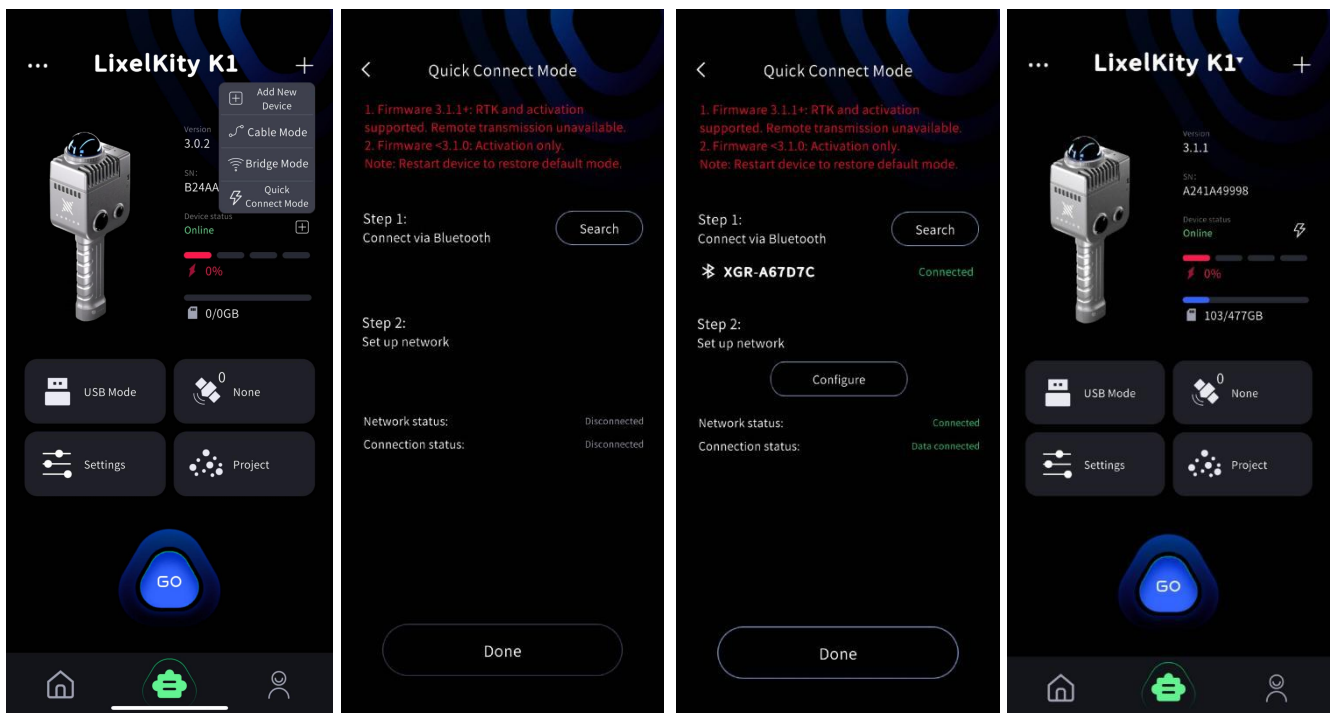 ... LixelKity K1 +
Add New
Device
Cable Mode
Bridge Mode
Quick
Connect Mode
Version
3.0.2
SN:
B24AA
Device status
Online
0%
0/0GB
USB Mode
0
None
Settings
Project
GO
Quick Connect Mode
1. Firmware 3.1.1+: RTK and activation
supported. Remote transmission unavailable.
2. Firmware <3.1.0: Activation only.
Note: Restart device to restore default mode.
Step 1:
Connect via Bluetooth
Search
Step 2:
Set up network
Network status: Disconnected
Connection status: Disconnected
Done
Quick Connect Mode
1. Firmware 3.1.1+: RTK and activation
supported. Remote transmission unavailable.
2. Firmware <3.1.0: Activation only.
Note: Restart device to restore default mode.
Step 1:
Connect via Bluetooth
Search
XGR-A67D7C Connected
Step 2:
Set up network
Configure
Network status: Connected
Connection status: Data connected
Done
... LixelKity K1 +
Version
3.1.1
SN:
A241A49998
Device status
Online
0%
103/477GB
USB Mode
0
None
Settings
Project
GO